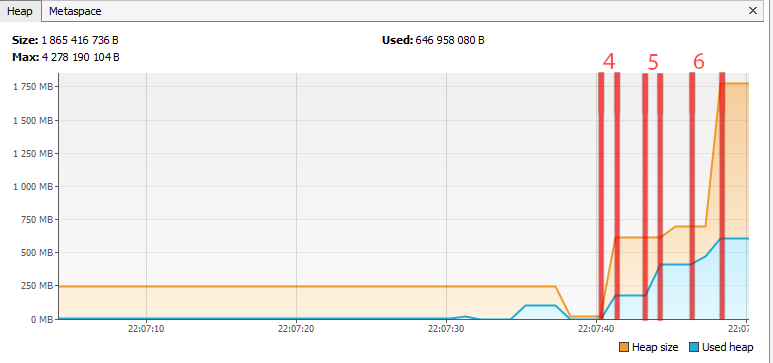 Heap Metaspace ×
Size: 1 865 416 736 B Used: 646 958 080 B
Max: 4 278 190 104 B
4 5 6
1 750 MB
1 500 MB
1 250 MB
1 000 MB
750 MB
500 MB
250 MB
0 MB
22:07:10 22:07:20 22:07:30 22:07:40 22:07:
Heap size Used heap